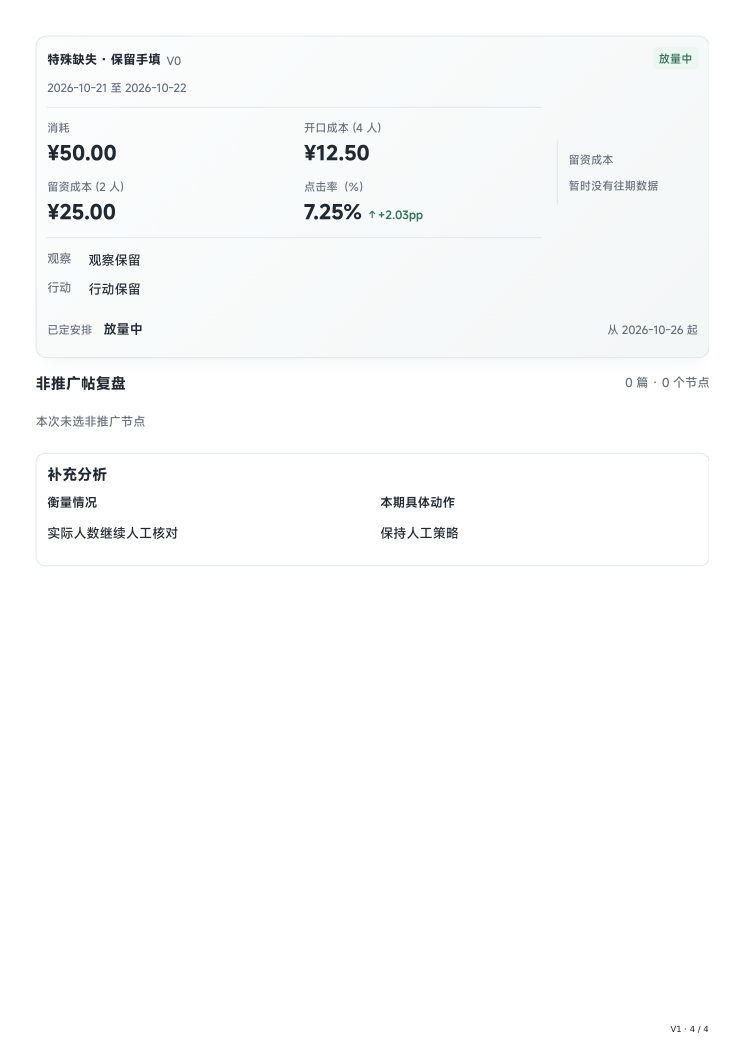 特殊缺失 · 保留手填 V0
放量中
2026-10-21 至 2026-10-22
消耗
¥50.00
开口成本 (4 人)
¥12.50
留资成本 (2 人)
¥25.00
点击率（%）
7.25% ↑+2.03pp
留资成本
暂时没有往期数据
观察 观察保留
行动 行动保留
已定安排 放量中
从 2026-10-26 起
非推广帖复盘
0 篇 · 0 个节点
本次未选非推广节点
补充分析
衡量情况
实际人数继续人工核对
本期具体动作
保持人工策略
V1 · 4 / 4